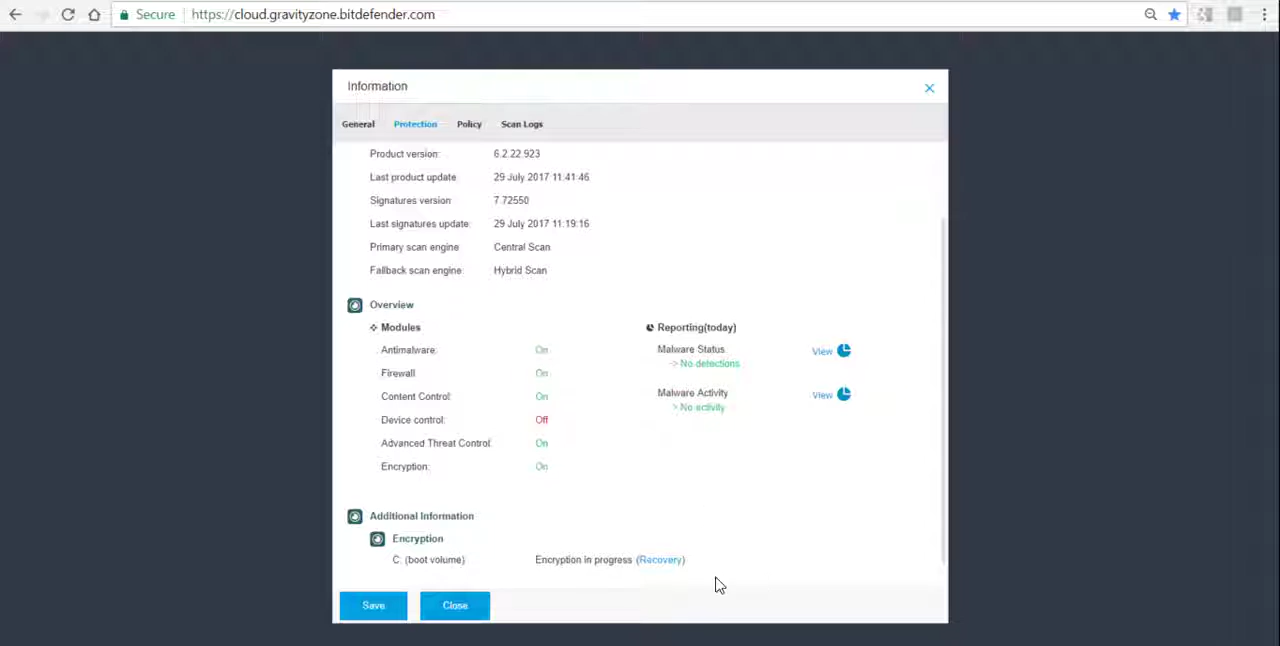 Secure https://cloud.gravityzone.bitdefender.com
Information
General Protection Policy Scan Logs
Product version: 6.2.22.923
Last product update: 29 July 2017 11:41:46
Signatures version 7.72550
Last signatures update: 29 July 2017 11:19:16
Primary scan engine Central Scan
Fallback scan engine: Hybrid Scan
Overview
Modules Reporting(today)
Antimalware: On Malware Status View
-> No detections
Firewall On
Content Control: On Malware Activity View
> No activity
Device control: Off
Advanced Threat Control On
Encryption: On
Additional Information
Encryption
C: (boot volume) Encryption in progress (Recovery)
Save Close